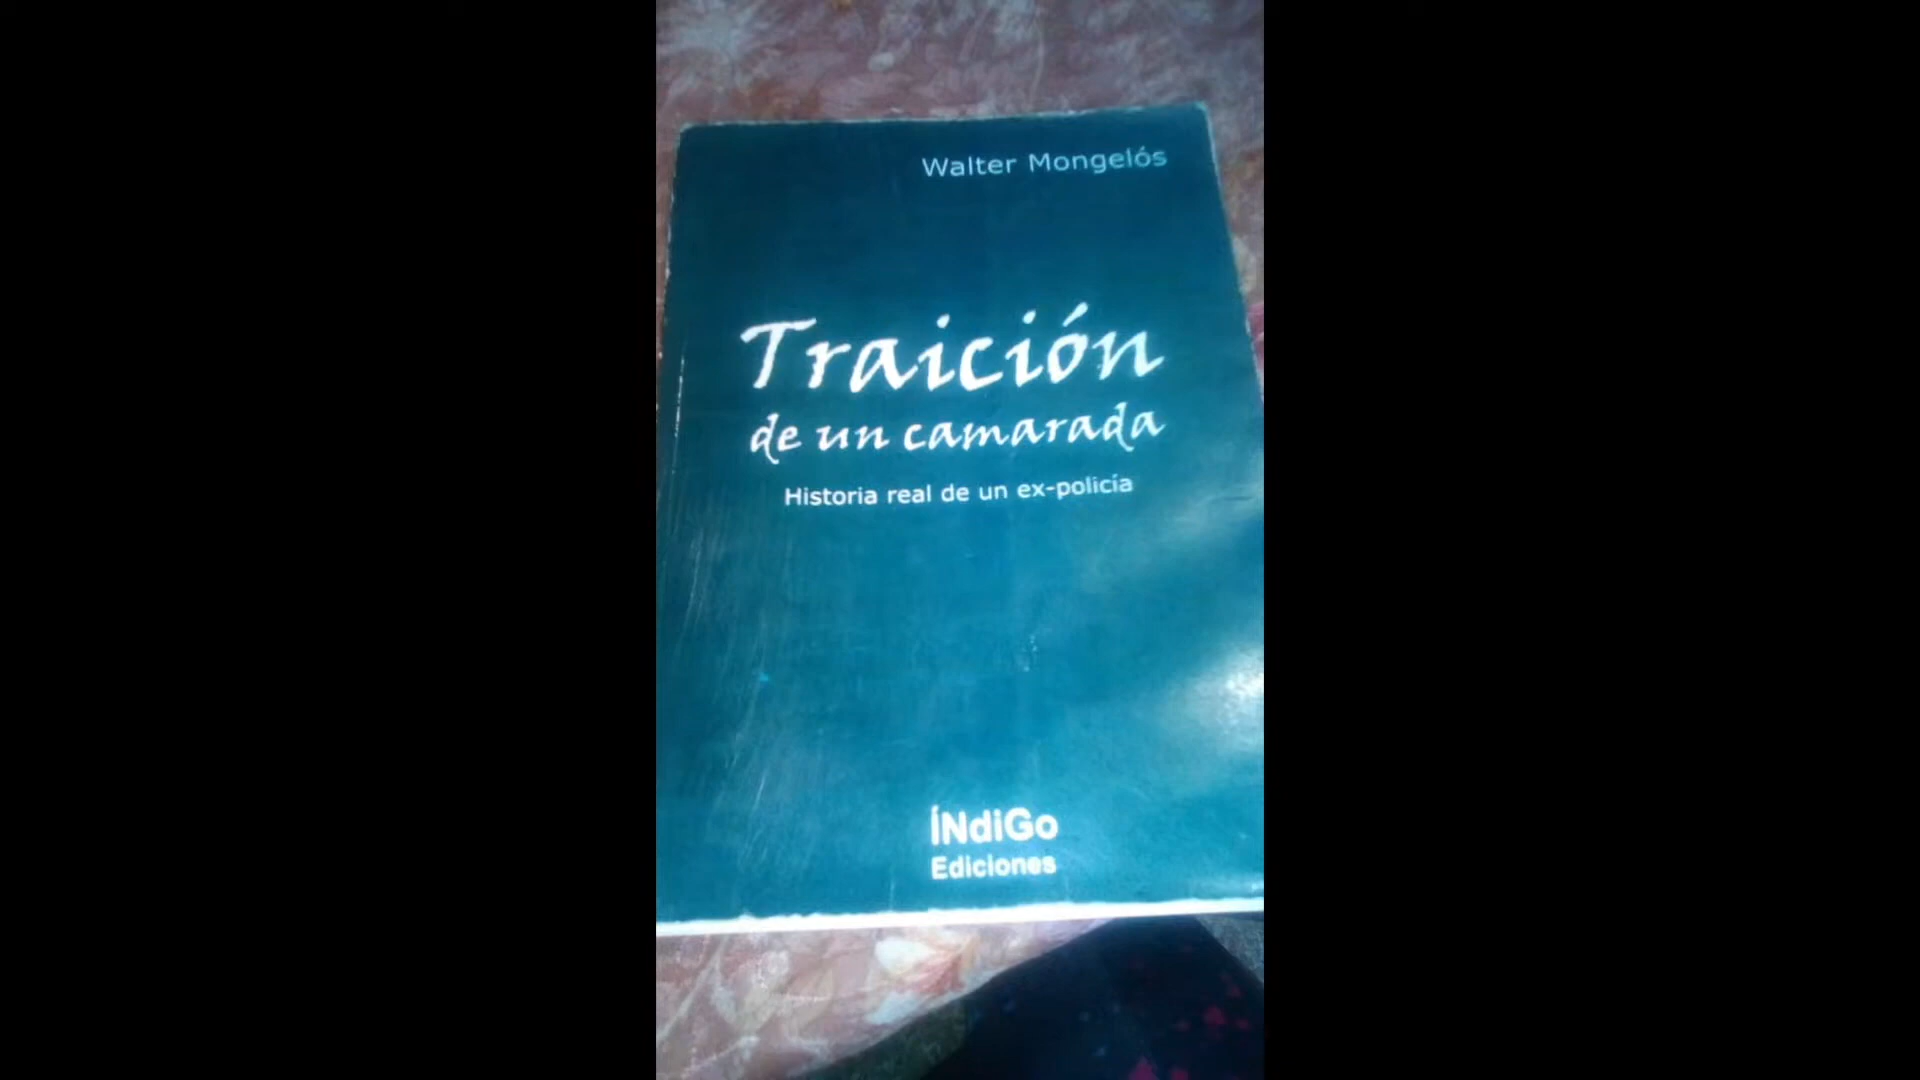 Walter Mongelós
Traición
de un camarada
Historia real de un ex-policía
ÍNdiGo
Ediciones